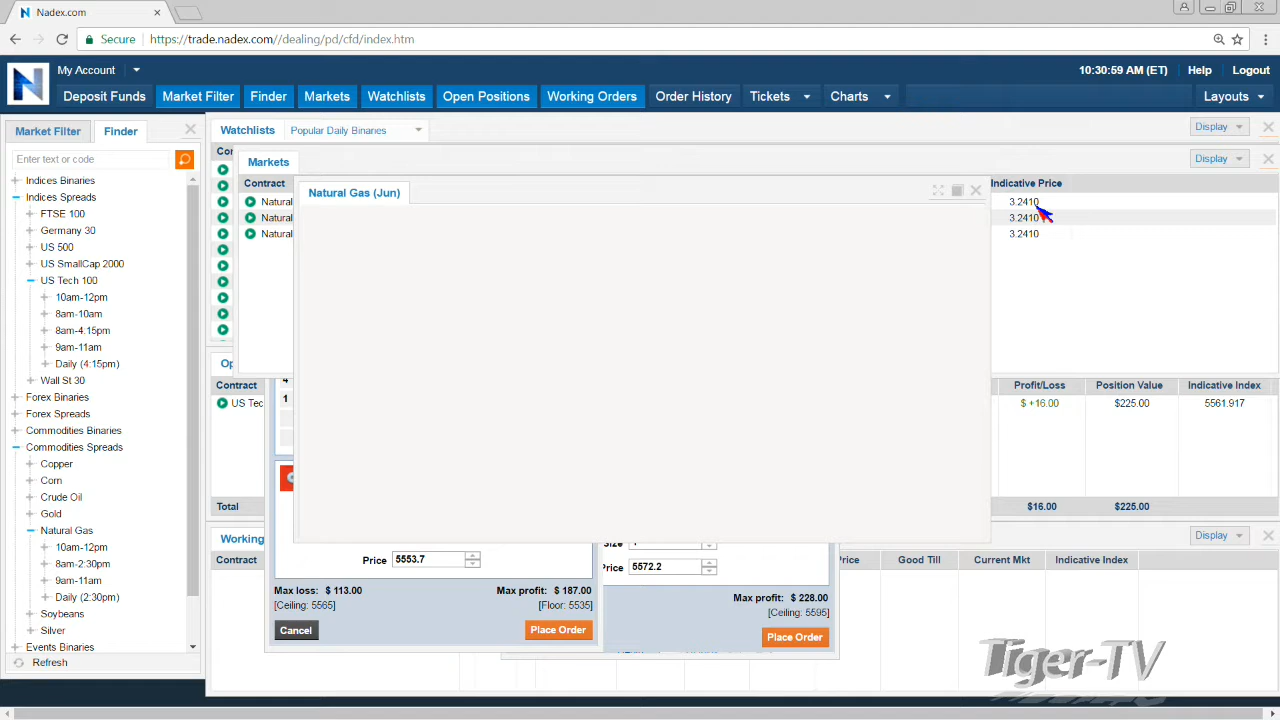 Nadex.com
Secure
https://trade.nadex.com//dealing/pd/cfd/index.htm
N
My Account
10:30:59 AM (ET)
Help
Logout
Deposit Funds
Market Filter
Finder
Markets
Watchlists
Open Positions
Working Orders
Order History
Tickets
Charts
Layouts
Market Filter
Finder
Enter text or code
Indices Binaries
Indices Spreads
FTSE 100
Germany 30
US 500
US SmallCap 2000
US Tech 100
10am-12pm
8am-10am
8am-4.15pm
9am-11am
Daily (4:15pm)
Wall St 30
Forex Binaries
Forex Spreads
Commodities Binaries
Commodities Spreads
Copper
Corn
Crude Oil
Gold
Natural Gas
10am-12pm
8am-2:30pm
9am-11am
Daily (2:30pm)
Soybeans
Silver
Events Binaries
Refresh
Watchlists
Popular Daily Binaries
Display
Cor
Markets
Display
Contract
Indicative Price
Natural
3.2410
Natural
3.2410
Natural
3.2410
Natural Gas (Jun)
Op
Contract
Profit/Loss
Position Value
Indicative Index
US Tec
$ +16.00
$225.00
5561.917
Total
$16.00
$225.00
4
1
Working
Display
Contract
Price
Good Till
Current Mkt
Indicative Index
Price
5553.7
Max loss: $ 113.00
Max profit: $ 187.00
[Ceiling: 5565]
[Floor: 5535]
Cancel
Place Order
Price
5572.2
Max profit: $ 228.00
[Ceiling: 5595]
Place Order
Tiger-TV